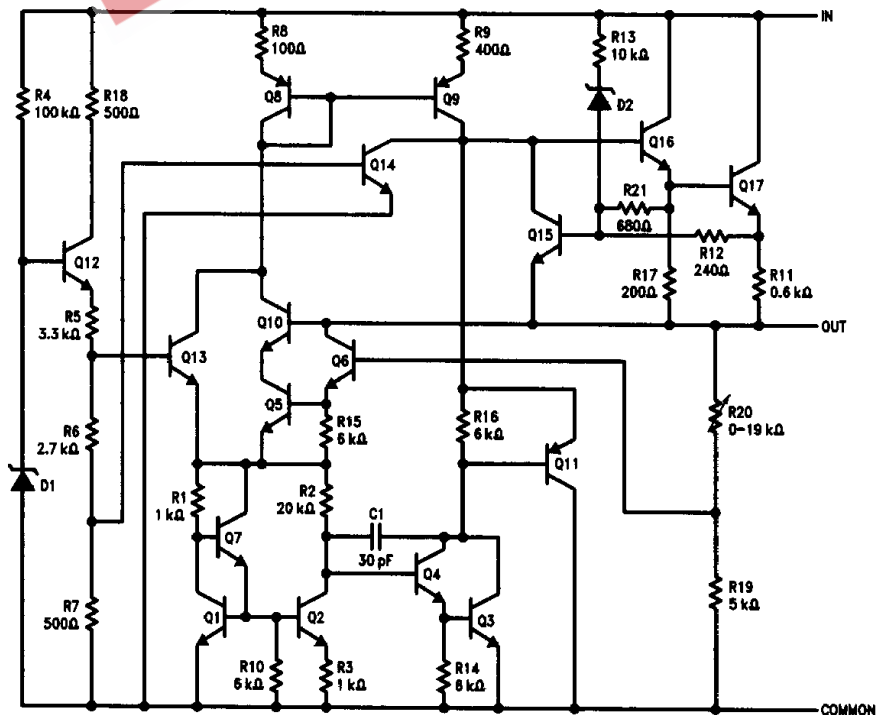 IN
R8
100Ω
R9
400Ω
R13
10 kΩ
R4
100 kΩ
R18
500Ω
Q8
Q9
D2
Q16
Q14
Q17
R21
680Ω
Q15
R12
240Ω
Q12
R17
200Ω
R11
0.6 kΩ
R5
3.3 kΩ
Q10
OUT
Q13
Q6
Q5
R20
0-19 kΩ
R6
2.7 kΩ
R15
6 kΩ
R16
6 kΩ
Q11
D1
R1
1 kΩ
R2
20 kΩ
C1
30 pF
Q7
Q4
R19
5 kΩ
R7
500Ω
Q1
Q2
Q3
R10
6 kΩ
R3
1 kΩ
R14
6 kΩ
COMMON